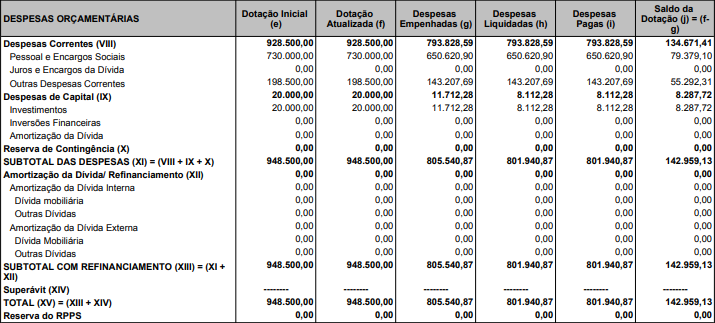 DESPESAS ORÇAMENTÁRIAS Dotação Inicial (e) Dotação Atualizada (f) Despesas Empenhadas (g) Despesas Liquidadas (h) Despesas Pagas (i) Saldo da Dotação (j) = (f-g)
Despesas Correntes (VIII) 928.500,00 928.500,00 793.828,59 793.828,59 793.828,59 134.671,41
Pessoal e Encargos Sociais 730.000,00 730.000,00 650.620,90 650.620,90 650.620,90 79.379,10
Juros e Encargos da Dívida 0,00 0,00 0,00 0,00 0,00 0,00
Outras Despesas Correntes 198.500,00 198.500,00 143.207,69 143.207,69 143.207,69 55.292,31
Despesas de Capital (IX) 20.000,00 20.000,00 11.712,28 8.112,28 8.112,28 8.287,72
Investimentos 20.000,00 20.000,00 11.712,28 8.112,28 8.112,28 8.287,72
Inversões Financeiras 0,00 0,00 0,00 0,00 0,00 0,00
Amortização da Dívida 0,00 0,00 0,00 0,00 0,00 0,00
Reserva de Contingência (X) 0,00 0,00 0,00 0,00 0,00 0,00
SUBTOTAL DAS DESPESAS (XI) = (VIII + IX + X) 948.500,00 948.500,00 805.540,87 801.940,87 801.940,87 142.959,13
Amortização da Dívida/ Refinanciamento (XII) 0,00 0,00 0,00 0,00 0,00 0,00
Amortização da Dívida Interna 0,00 0,00 0,00 0,00 0,00 0,00
Dívida mobiliária 0,00 0,00 0,00 0,00 0,00 0,00
Outras Dívidas 0,00 0,00 0,00 0,00 0,00 0,00
Amortização da Dívida Externa 0,00 0,00 0,00 0,00 0,00 0,00
Dívida Mobiliária 0,00 0,00 0,00 0,00 0,00 0,00
Outras Dívidas 0,00 0,00 0,00 0,00 0,00 0,00
SUBTOTAL COM REFINANCIAMENTO (XIII) = (XI + 948.500,00 948.500,00 805.540,87 801.940,87 801.940,87 142.959,13
XII)
Superávit (XIV) -------- -------- -------- -------- -------- --------
TOTAL (XV) = (XIII + XIV) 948.500,00 948.500,00 805.540,87 801.940,87 801.940,87 142.959,13
Reserva do RPPS 0,00 0,00 0,00 0,00 0,00 0,00